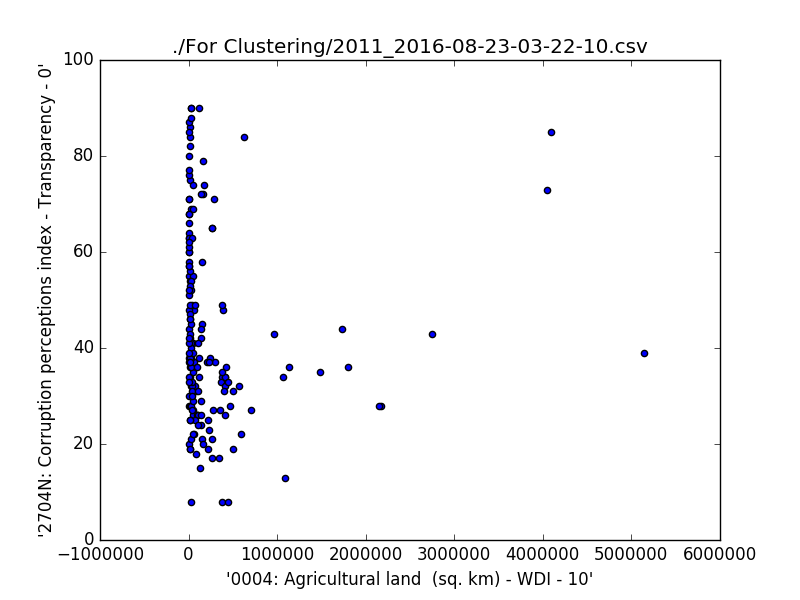 ./For Clustering/2011_2016-08-23-03-22-10.csv
100
80
60
40
20
0
'2704N: Corruption perceptions index - Transparency - 0'
−1000000 0 1000000 2000000 3000000 4000000 5000000 6000000
'0004: Agricultural land  (sq. km) - WDI - 10'